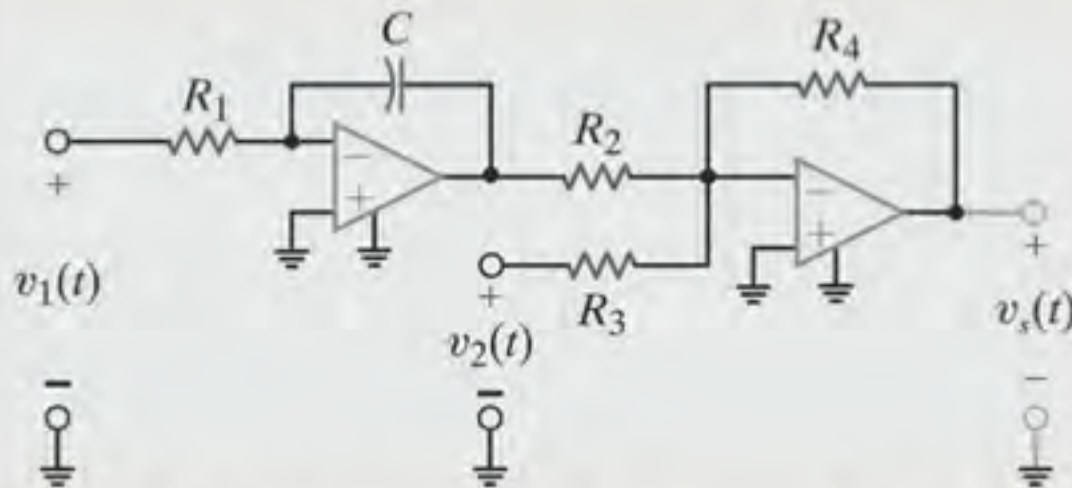 C
R₄
R₁
R₂
−
+
−
+
+
+
+
v₁(t)
R₃
vₛ(t)
v₂(t)
−
−
−